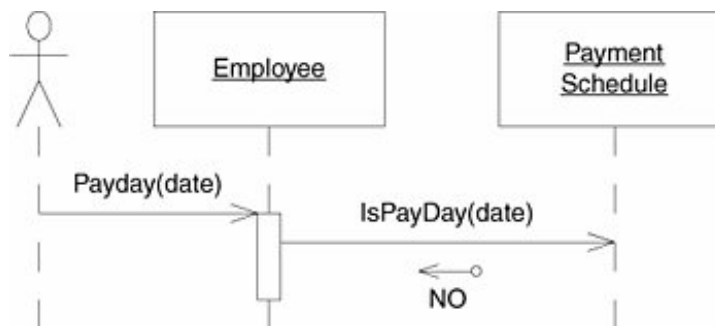 Employee
Payment
Schedule
Payday(date)
IsPayDay(date)
NO